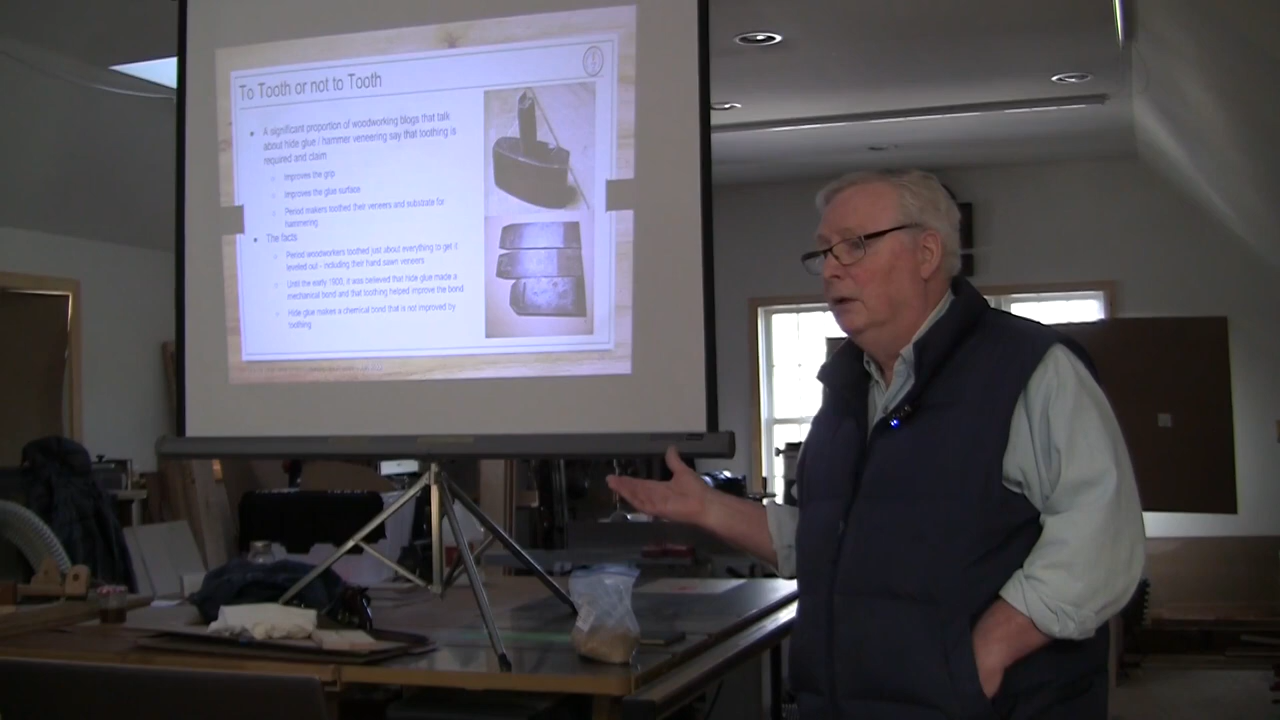 To Tooth or not to Tooth
A significant proportion of woodworking blogs that talk
about hide glue / hammer veneering say that toothing is
required and claim
Improves the grip
Improves the glue surface
Period makers toothed their veneers and substrate for
hammering
The facts
Period woodworkers toothed just about everything to get it
leveled out - including their hand sawn veneers
Until the early 1900, it was believed that hide glue made a
mechanical bond and that toothing helped improve the bond
Hide glue makes a chemical bond that is not improved by
toothing